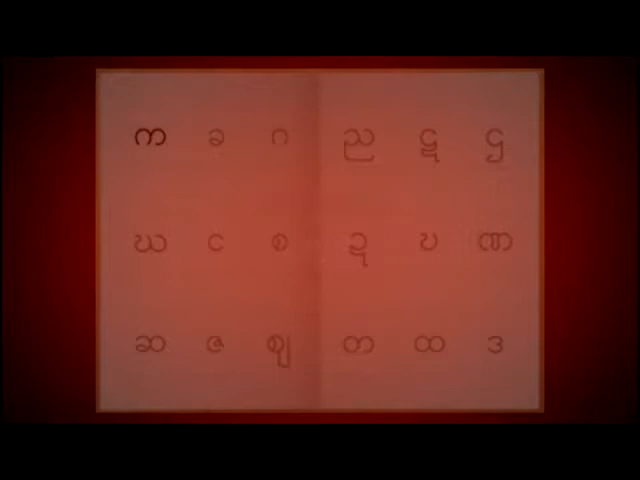 က ခ ဂ
ဃ င စ
ဆ ဇ ဈ
ည ဋ ဌ
ဍ ဎ ဏ
တ ထ ဒ